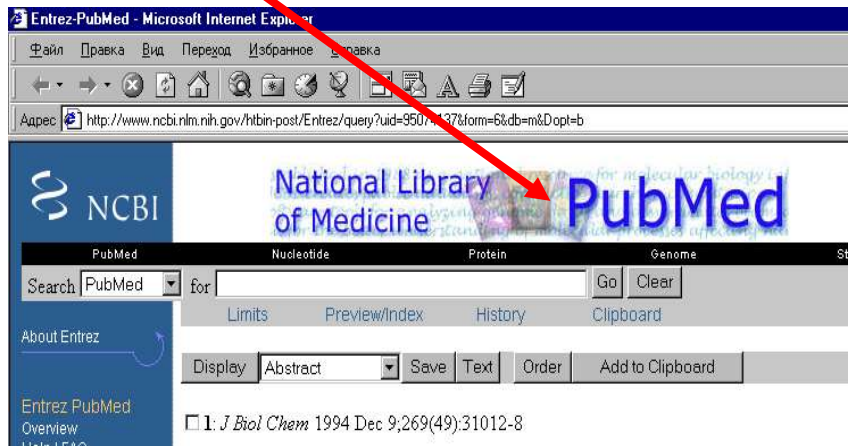 Entrez-PubMed - Microsoft Internet Explorer
Файл Правка Вид Переход Избранное Справка
Адрес http://www.ncbi.nlm.nih.gov/htbin-post/Entrez/query?uid=95074137&form=6&db=m&Dopt=b
NCBI
National Library
of Medicine
PubMed
PubMed Nucleotide Protein Genome St
Search PubMed for Go Clear
Limits Preview/Index History Clipboard
About Entrez
Display Abstract Save Text Order Add to Clipboard
Entrez PubMed
Overview
1: J Biol Chem 1994 Dec 9;269(49):31012-8